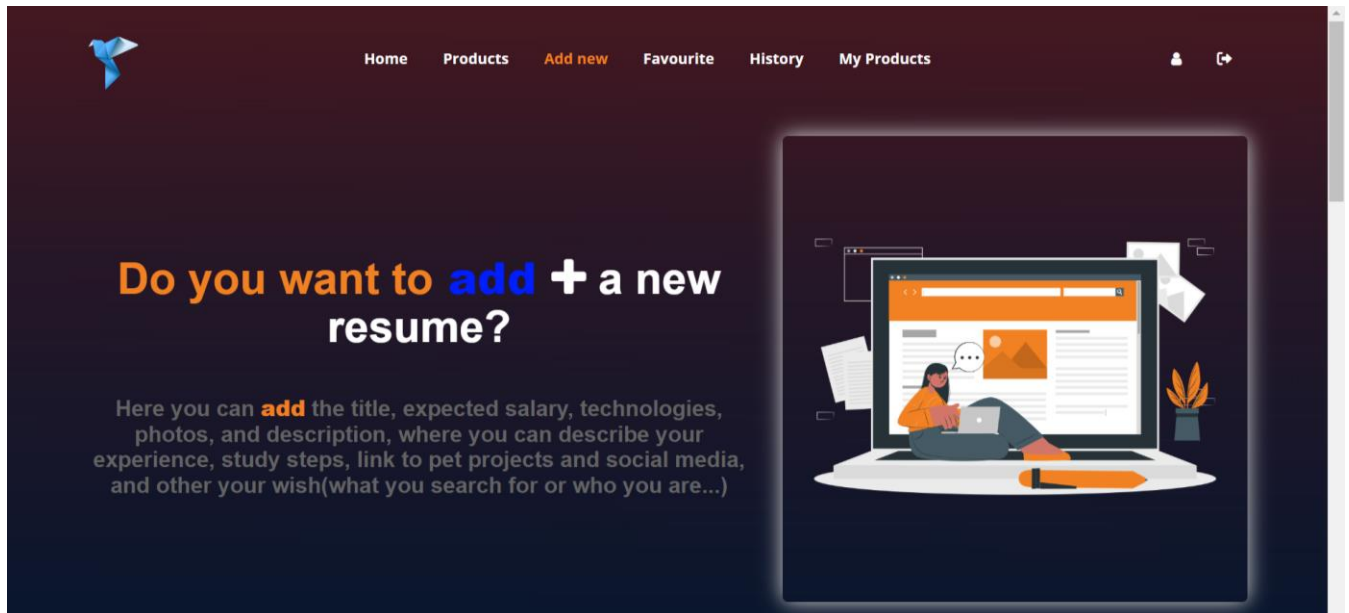 Home Products Add new Favourite History My Products
Do you want to add + a new
resume?
Here you can add the title, expected salary, technologies,
photos, and description, where you can describe your
experience, study steps, link to pet projects and social media,
and other your wish(what you search for or who you are...)